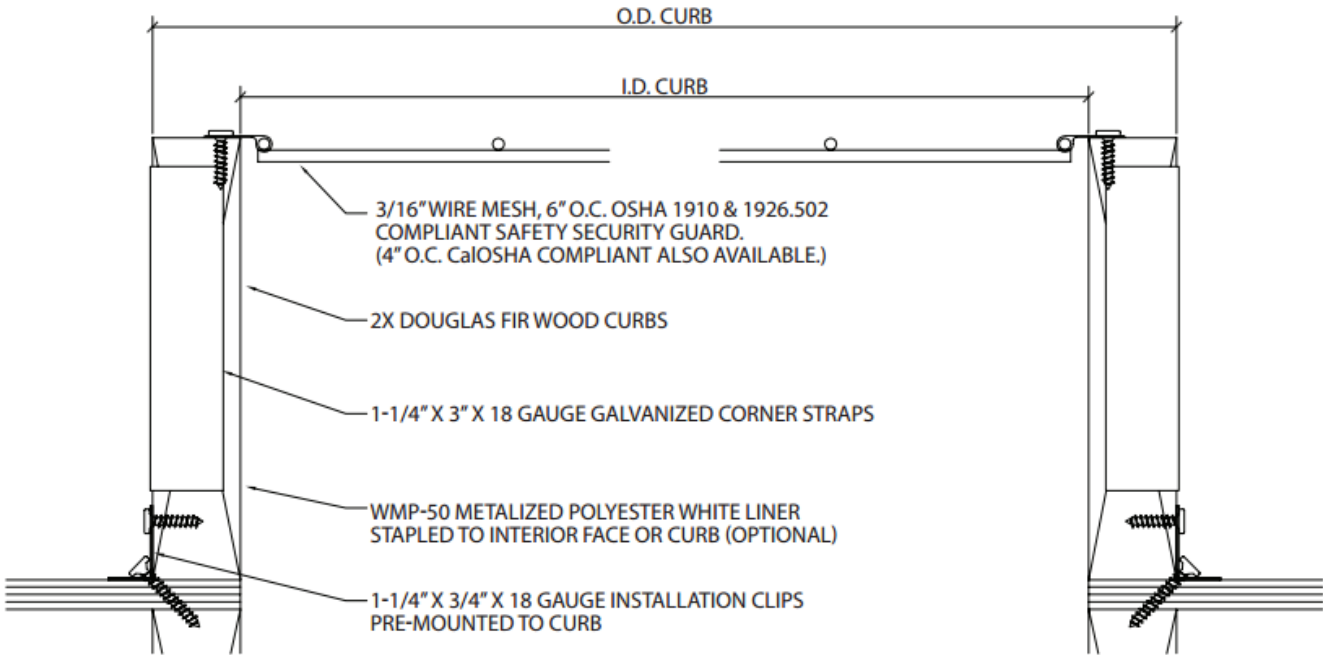 O.D. CURB
I.D. CURB
3/16" WIRE MESH, 6" O.C. OSHA 1910 & 1926.502
COMPLIANT SAFETY SECURITY GUARD.
(4" O.C. CalOSHA COMPLIANT ALSO AVAILABLE.)
2X DOUGLAS FIR WOOD CURBS
1-1/4" X 3" X 18 GAUGE GALVANIZED CORNER STRAPS
WMP-50 METALIZED POLYESTER WHITE LINER
STAPLED TO INTERIOR FACE OR CURB (OPTIONAL)
1-1/4" X 3/4" X 18 GAUGE INSTALLATION CLIPS
PRE-MOUNTED TO CURB